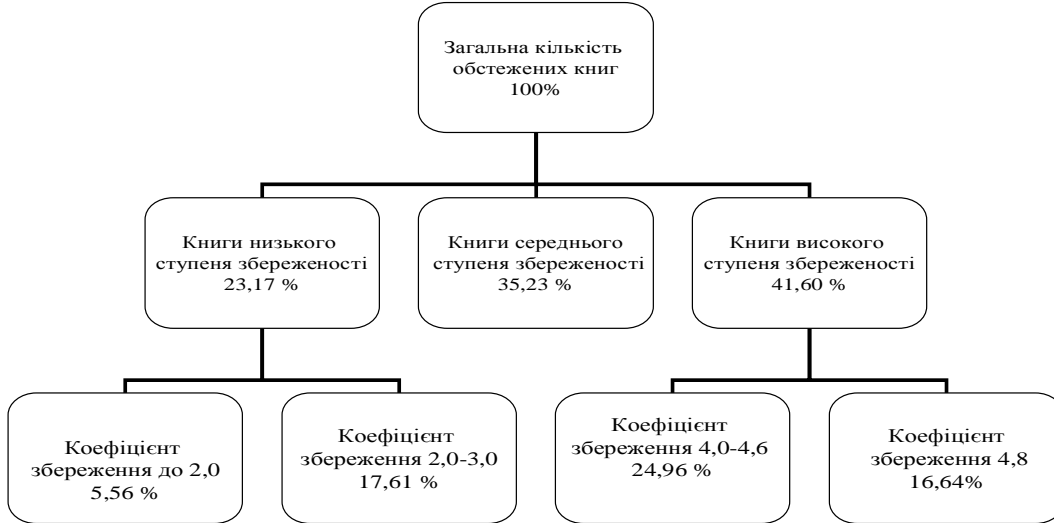 Загальна кількість
обстежених книг
100%
Книги низького
ступеня збереженості
23,17 %
Книги середнього
ступеня збереженості
35,23 %
Книги високого
ступеня збереженості
41,60 %
Коефіцієнт
збереження до 2,0
5,56 %
Коефіцієнт
збереження 2,0-3,0
17,61%
Коефіцієнт
збереження 4,0-4,6
24,96 %
Коефіцієнт
збереження 4,8
16,64%